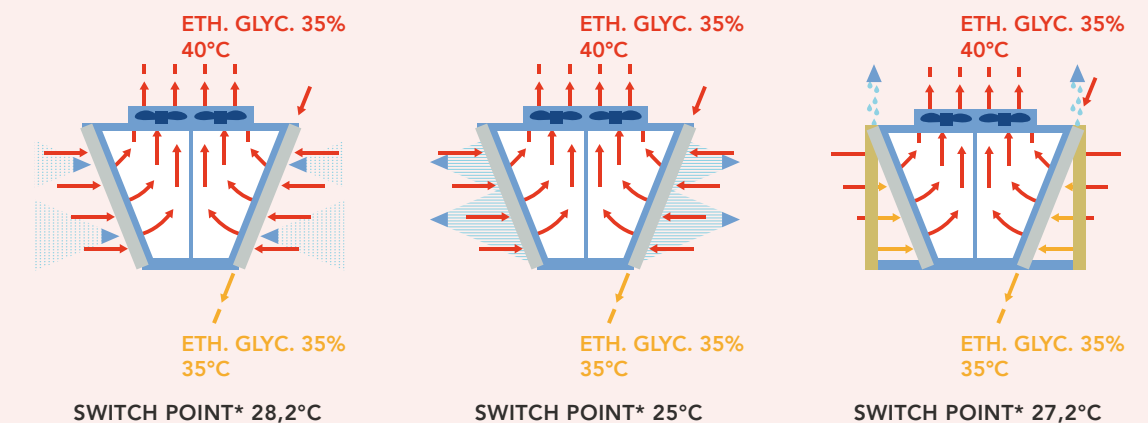 ETH. GLYC. 35%
40°C
ETH. GLYC. 35%
40°C
ETH. GLYC. 35%
40°C
ETH. GLYC. 35%
35°C
ETH. GLYC. 35%
35°C
ETH. GLYC. 35%
35°C
SWITCH POINT* 28,2°C
SWITCH POINT* 25°C
SWITCH POINT* 27,2°C